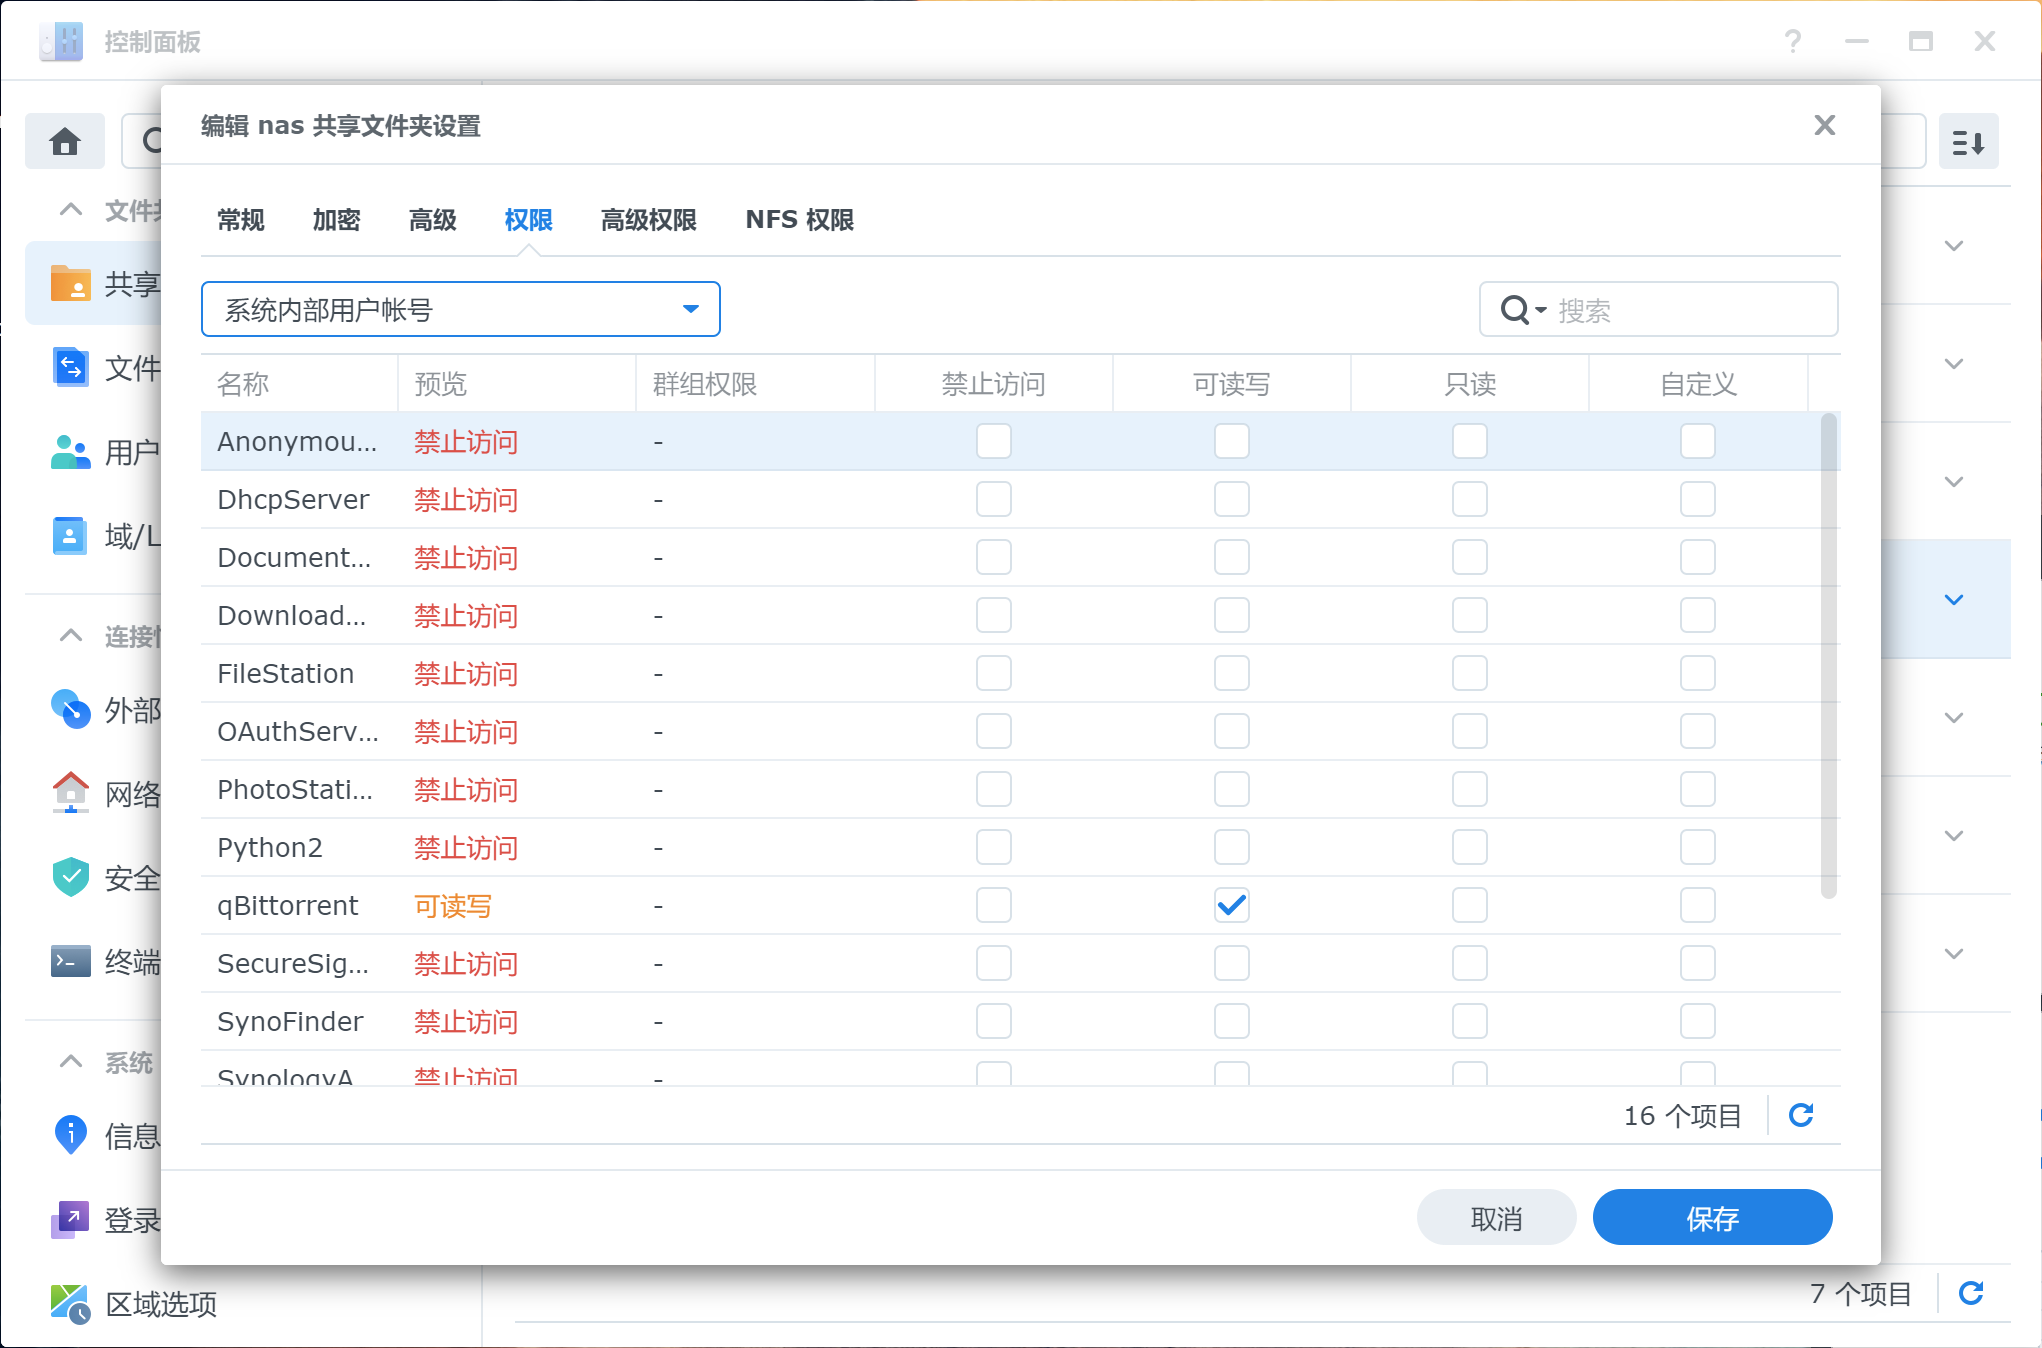 控制面板
编辑 nas 共享文件夹设置
常规 加密 高级 权限 高级权限 NFS 权限
系统内部用户帐号
搜索
名称 预览 群组权限 禁止访问 可读写 只读 自定义
Anonymou... 禁止访问 -
DhcpServer 禁止访问 -
Document... 禁止访问 -
Download... 禁止访问 -
FileStation 禁止访问 -
OAuthServ... 禁止访问 -
PhotoStati... 禁止访问 -
Python2 禁止访问 -
qBittorrent 可读写 -
SecureSig... 禁止访问 -
SynoFinder 禁止访问 -
SynologyA 禁止访问 -
16 个项目
取消 保存
文件共
共享
文件
用户
域/L
连接性
外部
网络
安全
终端
系统
信息
登录
区域选项
7 个项目